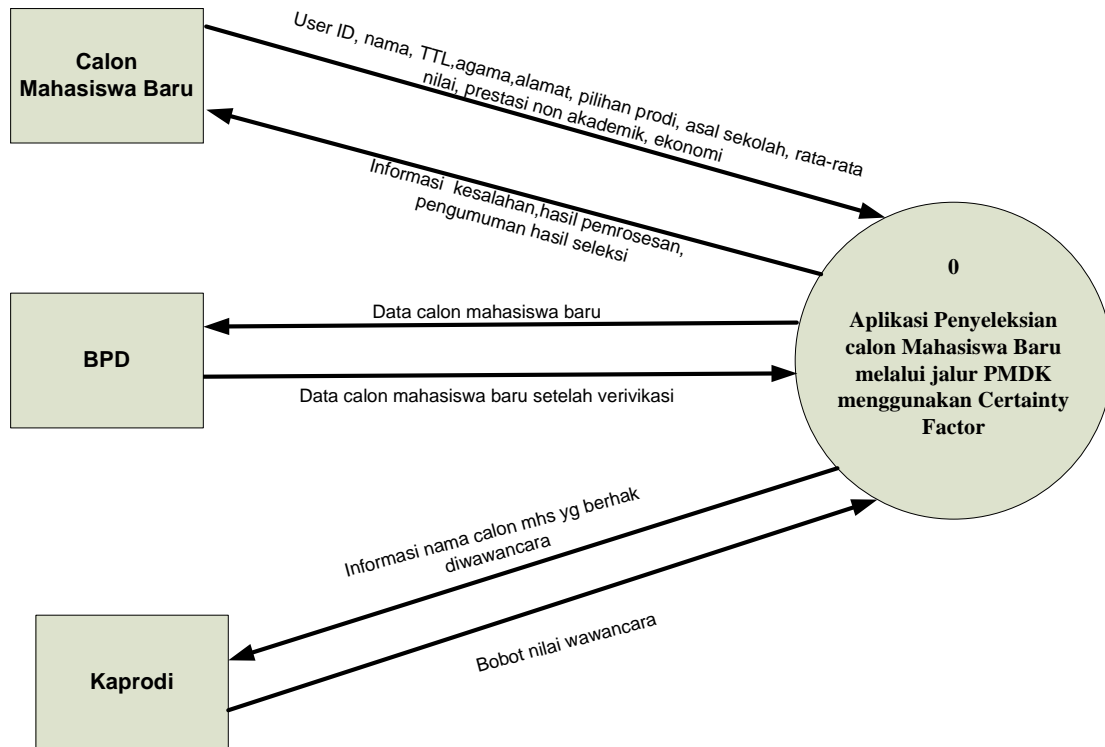 Calon
Mahasiswa Baru
User ID, nama, TTL,agama,alamat, pilihan prodi, asal sekolah, rata-rata
nilai, prestasi non akademik, ekonomi
Informasi kesalahan,hasil pemrosesan,
pengumuman hasil seleksi
0
Aplikasi Penyeleksian
calon Mahasiswa Baru
melalui jalur PMDK
menggunakan Certainty
Factor
BPD
Data calon mahasiswa baru
Data calon mahasiswa baru setelah verivikasi
Informasi nama calon mhs yg berhak
diwawancara
Bobot nilai wawancara
Kaprodi